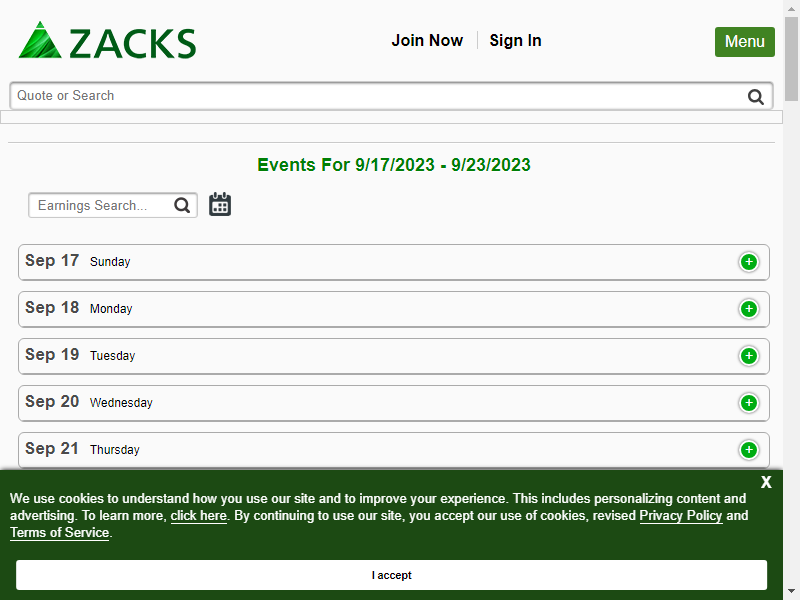 ZACKS
Join Now
Sign In
Menu
Quote or Search
Events For 9/17/2023 - 9/23/2023
Earnings Search...
Sep 17 Sunday
Sep 18 Monday
Sep 19 Tuesday
Sep 20 Wednesday
Sep 21 Thursday
X
We use cookies to understand how you use our site and to improve your experience. This includes personalizing content and
advertising. To learn more, click here. By continuing to use our site, you accept our use of cookies, revised Privacy Policy and
Terms of Service.
I accept